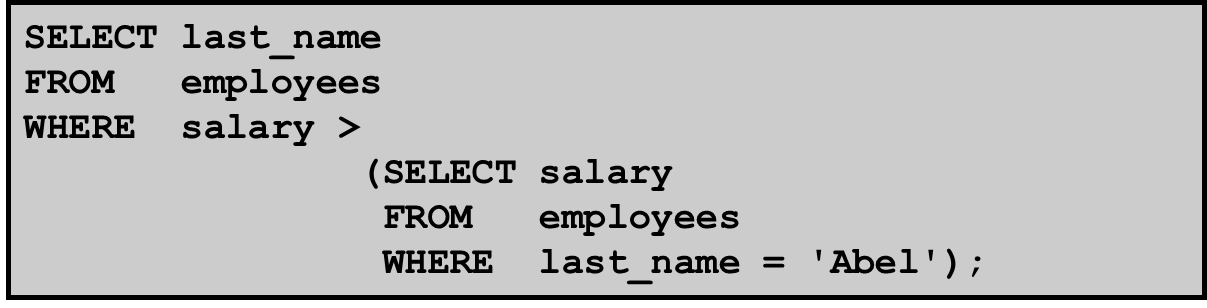 SELECT last_name
FROM   employees
WHERE  salary >
               (SELECT salary
                FROM   employees
                WHERE  last_name = 'Abel');